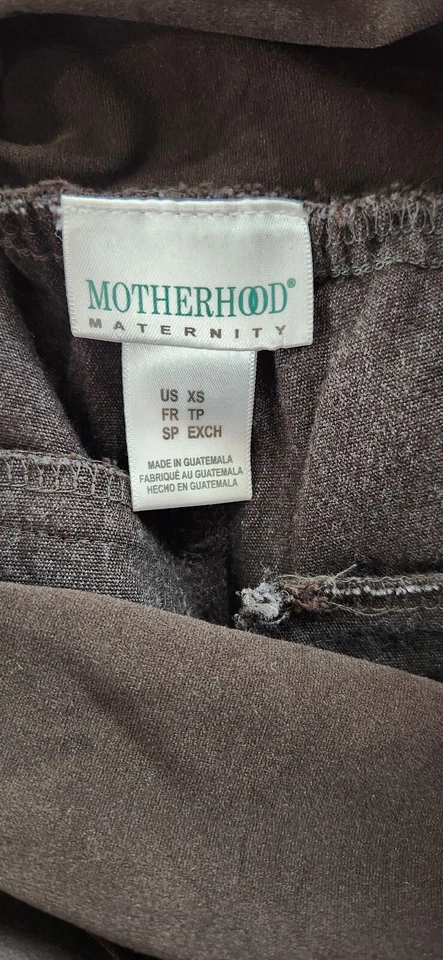 MOTHERHOOD®
MATERNITY
US XS
FR TP
SP EXCH
MADE IN GUATEMALA
FABRIQUÉ AU GUATEMALA
HECHO EN GUATEMALA